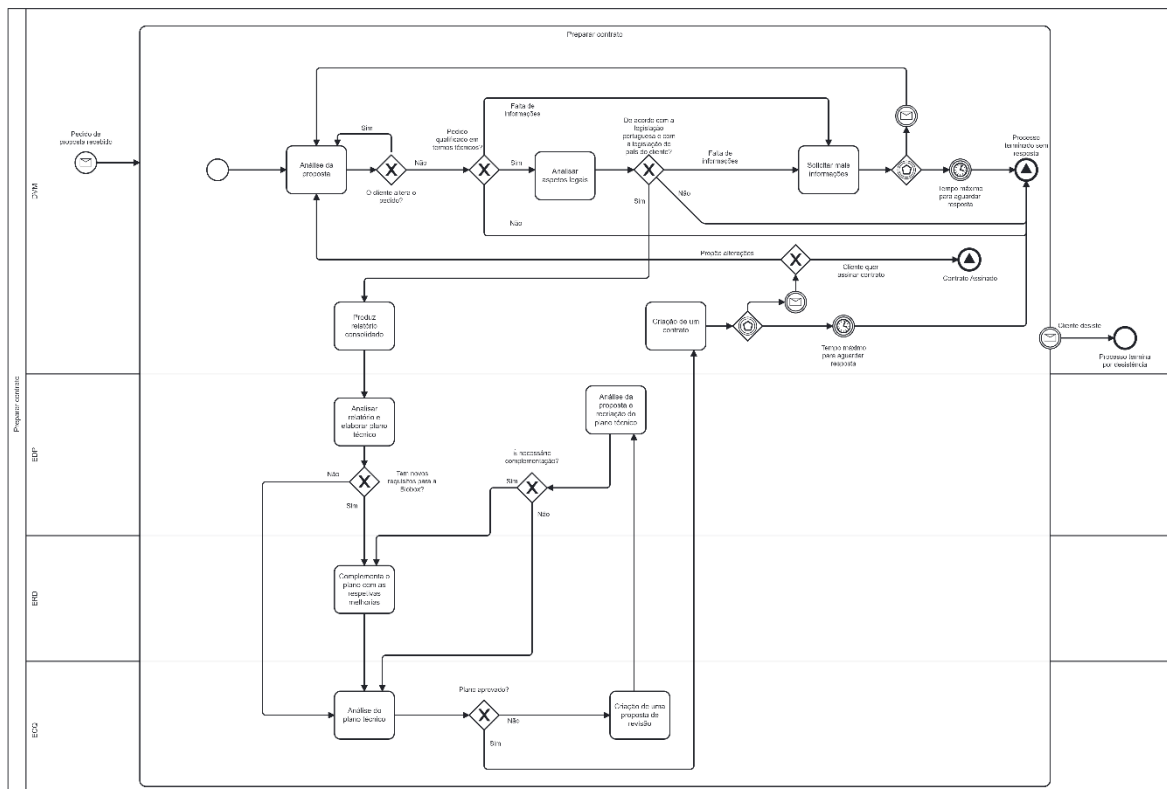 Preparar contrato
Preparar contrato
DVM
EDP
ERD
ECQ
Pedido de
proposta recebido
Análise da
proposta
Sim
O cliente altera o
pedido?
Não
Pedido
qualificado em
termos técnicos?
Falta de
informações
Sim
Não
Analisar
aspetos legais
De acordo com a
legislação
portuguesa e com
a legislação do
país do cliente?
Falta de
informações
Não
Sim
Solicitar mais
informações
Tempo máximo
para aguardar
resposta
Processo
terminado sem
resposta
Propõe alterações
Cliente quer
assinar contrato
Contrato Assinado
Produz
relatório
consolidado
Criação de um
contrato
Tempo máximo
para aguardar
resposta
Cliente desiste
Processo termina
por desistência
Analisar
relatório e
elaborar plano
técnico
Análise da
proposta e
recriação do
plano técnico
Não
Tem novos
requisitos para a
Biobox?
Sim
É necessária
complementação?
Sim
Não
Complementa o
plano com as
respetivas
melhorias
Análise do
plano técnico
Plano aprovado?
Não
Sim
Criação de uma
proposta de
revisão